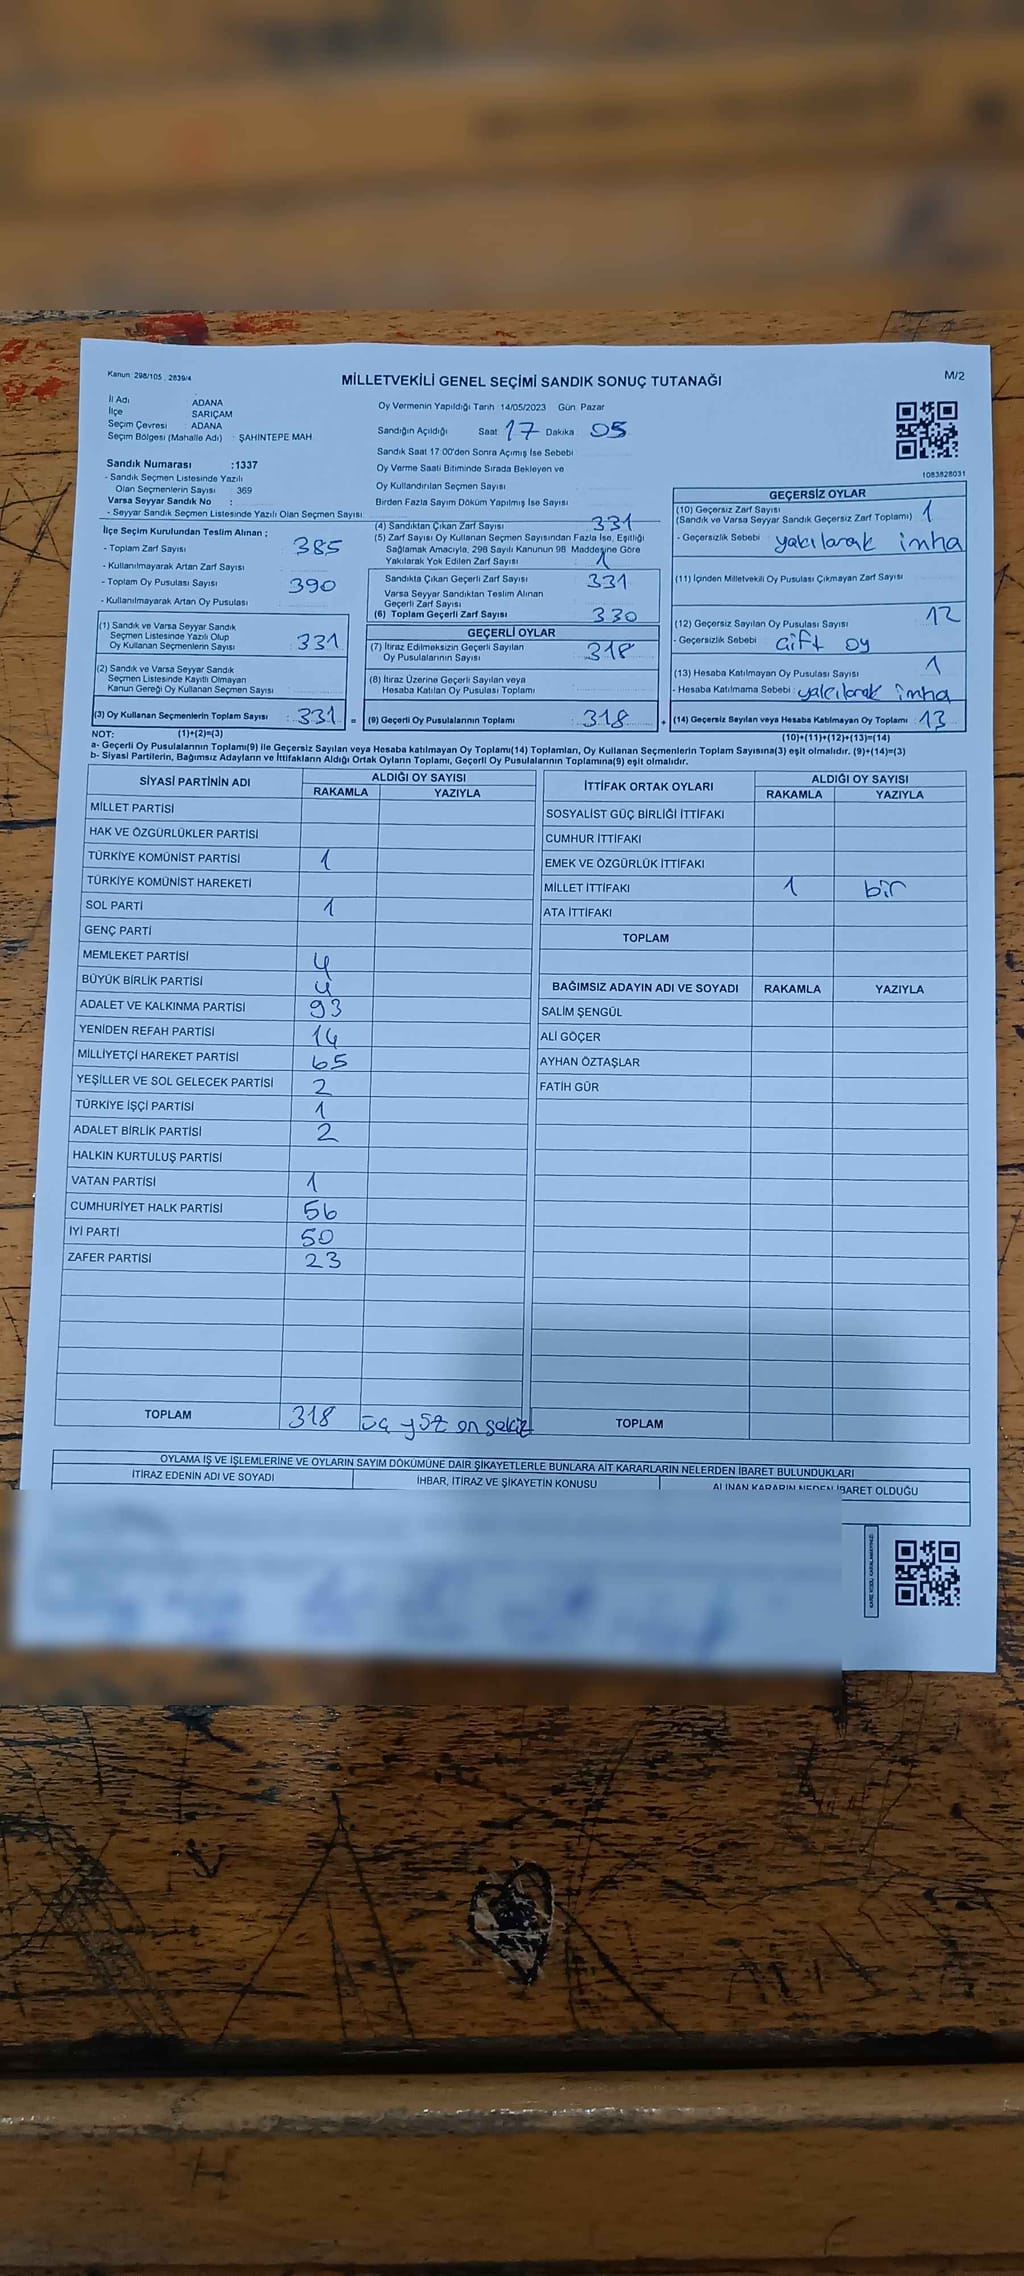 Kanun 298/105 , 2839/4
MİLLETVEKİLİ GENEL SEÇİMİ SANDIK SONUÇ TUTANAĞI
M/2
İl Adı ADANA
İlçe SARIÇAM
Seçim Çevresi : ADANA
Seçim Bölgesi (Mahalle Adı) : ŞAHİNTEPE MAH
Oy Vermenin Yapıldığı Tarih : 14/05/2023 Gün: Pazar
Sandığın Açıldığı Saat 17 Dakika 05
Sandık Saat 17 00'den Sonra Açımış İse Sebebi
Oy Verme Saati Bitiminde Sırada Bekleyen ve
Oy Kullandırılan Seçmen Sayısı
Birden Fazla Sayım Döküm Yapılmış İse Sayısı
1083828031
Sandık Numarası :1337
- Sandık Seçmen Listesinde Yazılı
Olan Seçmenlerin Sayısı : 369
Varsa Seyyar Sandık No :
- Seyyar Sandık Seçmen Listesinde Yazılı Olan Seçmen Sayısı
İlçe Seçim Kurulundan Teslim Alınan ;
- Toplam Zarf Sayısı 385
- Kullanılmayarak Artan Zarf Sayısı
- Toplam Oy Pusulası Sayısı 390
- Kullanılmayarak Artan Oy Pusulası
(1) Sandık ve Varsa Seyyar Sandık
Seçmen Listesinde Yazılı Olup
Oy Kullanan Seçmenlerin Sayısı : 331
(2) Sandık ve Varsa Seyyar Sandık
Seçmen Listesinde Kayıtlı Olmayan
Kanun Gereği Oy Kullanan Seçmen Sayısı
(3) Oy Kullanan Seçmenlerin Toplam Sayısı : 331 =
(4) Sandıktan Çıkan Zarf Sayısı 331
(5) Zarf Sayısı Oy Kullanan Seçmen Sayısından Fazla İse, Eşitliği
Sağlamak Amacıyla, 298 Sayılı Kanunun 98. Maddesine Göre
Yakılarak Yok Edilen Zarf Sayısı 1
Sandıkta Çıkan Geçerli Zarf Sayısı 331
Varsa Seyyar Sandıktan Teslim Alınan
Geçerli Zarf Sayısı
(6) Toplam Geçerli Zarf Sayısı 330
GEÇERLİ OYLAR
(7) İtiraz Edilmeksizin Geçerli Sayılan
Oy Pusulalarının Sayısı 318
(8) İtiraz Üzerine Geçerli Sayılan veya
Hesaba Katılan Oy Pusulası Toplamı
(9) Geçerli Oy Pusulalarının Toplamı : 318 +
GEÇERSİZ OYLAR
(10) Geçersiz Zarf Sayısı
(Sandık ve Varsa Seyyar Sandık Geçersiz Zarf Toplamı) 1
- Geçersizlik Sebebi yakılarak imha
(11) İçinden Milletvekili Oy Pusulası Çıkmayan Zarf Sayısı
(12) Geçersiz Sayılan Oy Pusulası Sayısı 12
- Geçersizlik Sebebi : çift oy
(13) Hesaba Katılmayan Oy Pusulası Sayısı 1
- Hesaba Katılmama Sebebi : yakılarak imha
(14) Geçersiz Sayılan veya Hesaba Katılmayan Oy Toplamı : 13
NOT: (1)+(2)=(3) (10)+(11)+(12)+(13)=(14)
a- Geçerli Oy Pusulalarının Toplamı(9) ile Geçersiz Sayılan veya Hesaba katılmayan Oy Toplamı(14) Toplamları, Oy Kullanan Seçmenlerin Toplam Sayısına(3) eşit olmalıdır. (9)+(14)=(3)
b- Siyasi Partilerin, Bağımsız Adayların ve İttifakların Aldığı Ortak Oyların Toplamı, Geçerli Oy Pusulalarının Toplamına(9) eşit olmalıdır.
SİYASİ PARTİNİN ADI ALDIĞI OY SAYISI
RAKAMLA YAZIYLA
MİLLET PARTİSİ
HAK VE ÖZGÜRLÜKLER PARTİSİ
TÜRKİYE KOMÜNİST PARTİSİ 1
TÜRKİYE KOMÜNİST HAREKETİ
SOL PARTİ 1
GENÇ PARTİ
MEMLEKET PARTİSİ 4
BÜYÜK BİRLİK PARTİSİ 4
ADALET VE KALKINMA PARTİSİ 93
YENİDEN REFAH PARTİSİ 14
MİLLİYETÇİ HAREKET PARTİSİ 65
YEŞİLLER VE SOL GELECEK PARTİSİ 2
TÜRKİYE İŞÇİ PARTİSİ 1
ADALET BİRLİK PARTİSİ 2
HALKIN KURTULUŞ PARTİSİ
VATAN PARTİSİ 1
CUMHURİYET HALK PARTİSİ 56
İYİ PARTİ 50
ZAFER PARTİSİ 23
TOPLAM 318 üç yüz on sekiz
İTTİFAK ORTAK OYLARI ALDIĞI OY SAYISI
RAKAMLA YAZIYLA
SOSYALİST GÜÇ BİRLİĞİ İTTİFAKI
CUMHUR İTTİFAKI
EMEK VE ÖZGÜRLÜK İTTİFAKI
MİLLET İTTİFAKI 1 bir
ATA İTTİFAKI
TOPLAM
BAĞIMSIZ ADAYIN ADI VE SOYADI RAKAMLA YAZIYLA
SALİM ŞENGÜL
ALİ GÖÇER
AYHAN ÖZTAŞLAR
FATİH GÜR
TOPLAM
OYLAMA İŞ VE İŞLEMLERİNE VE OYLARIN SAYIM DÖKÜMÜNE DAİR ŞİKAYETLERLE BUNLARA AİT KARARLARIN NELERDEN İBARET BULUNDUKLARI
İTİRAZ EDENİN ADI VE SOYADI İHBAR, İTİRAZ VE ŞİKAYETİN KONUSU ALINAN KARARIN NEDEN İBARET OLDUĞU
H